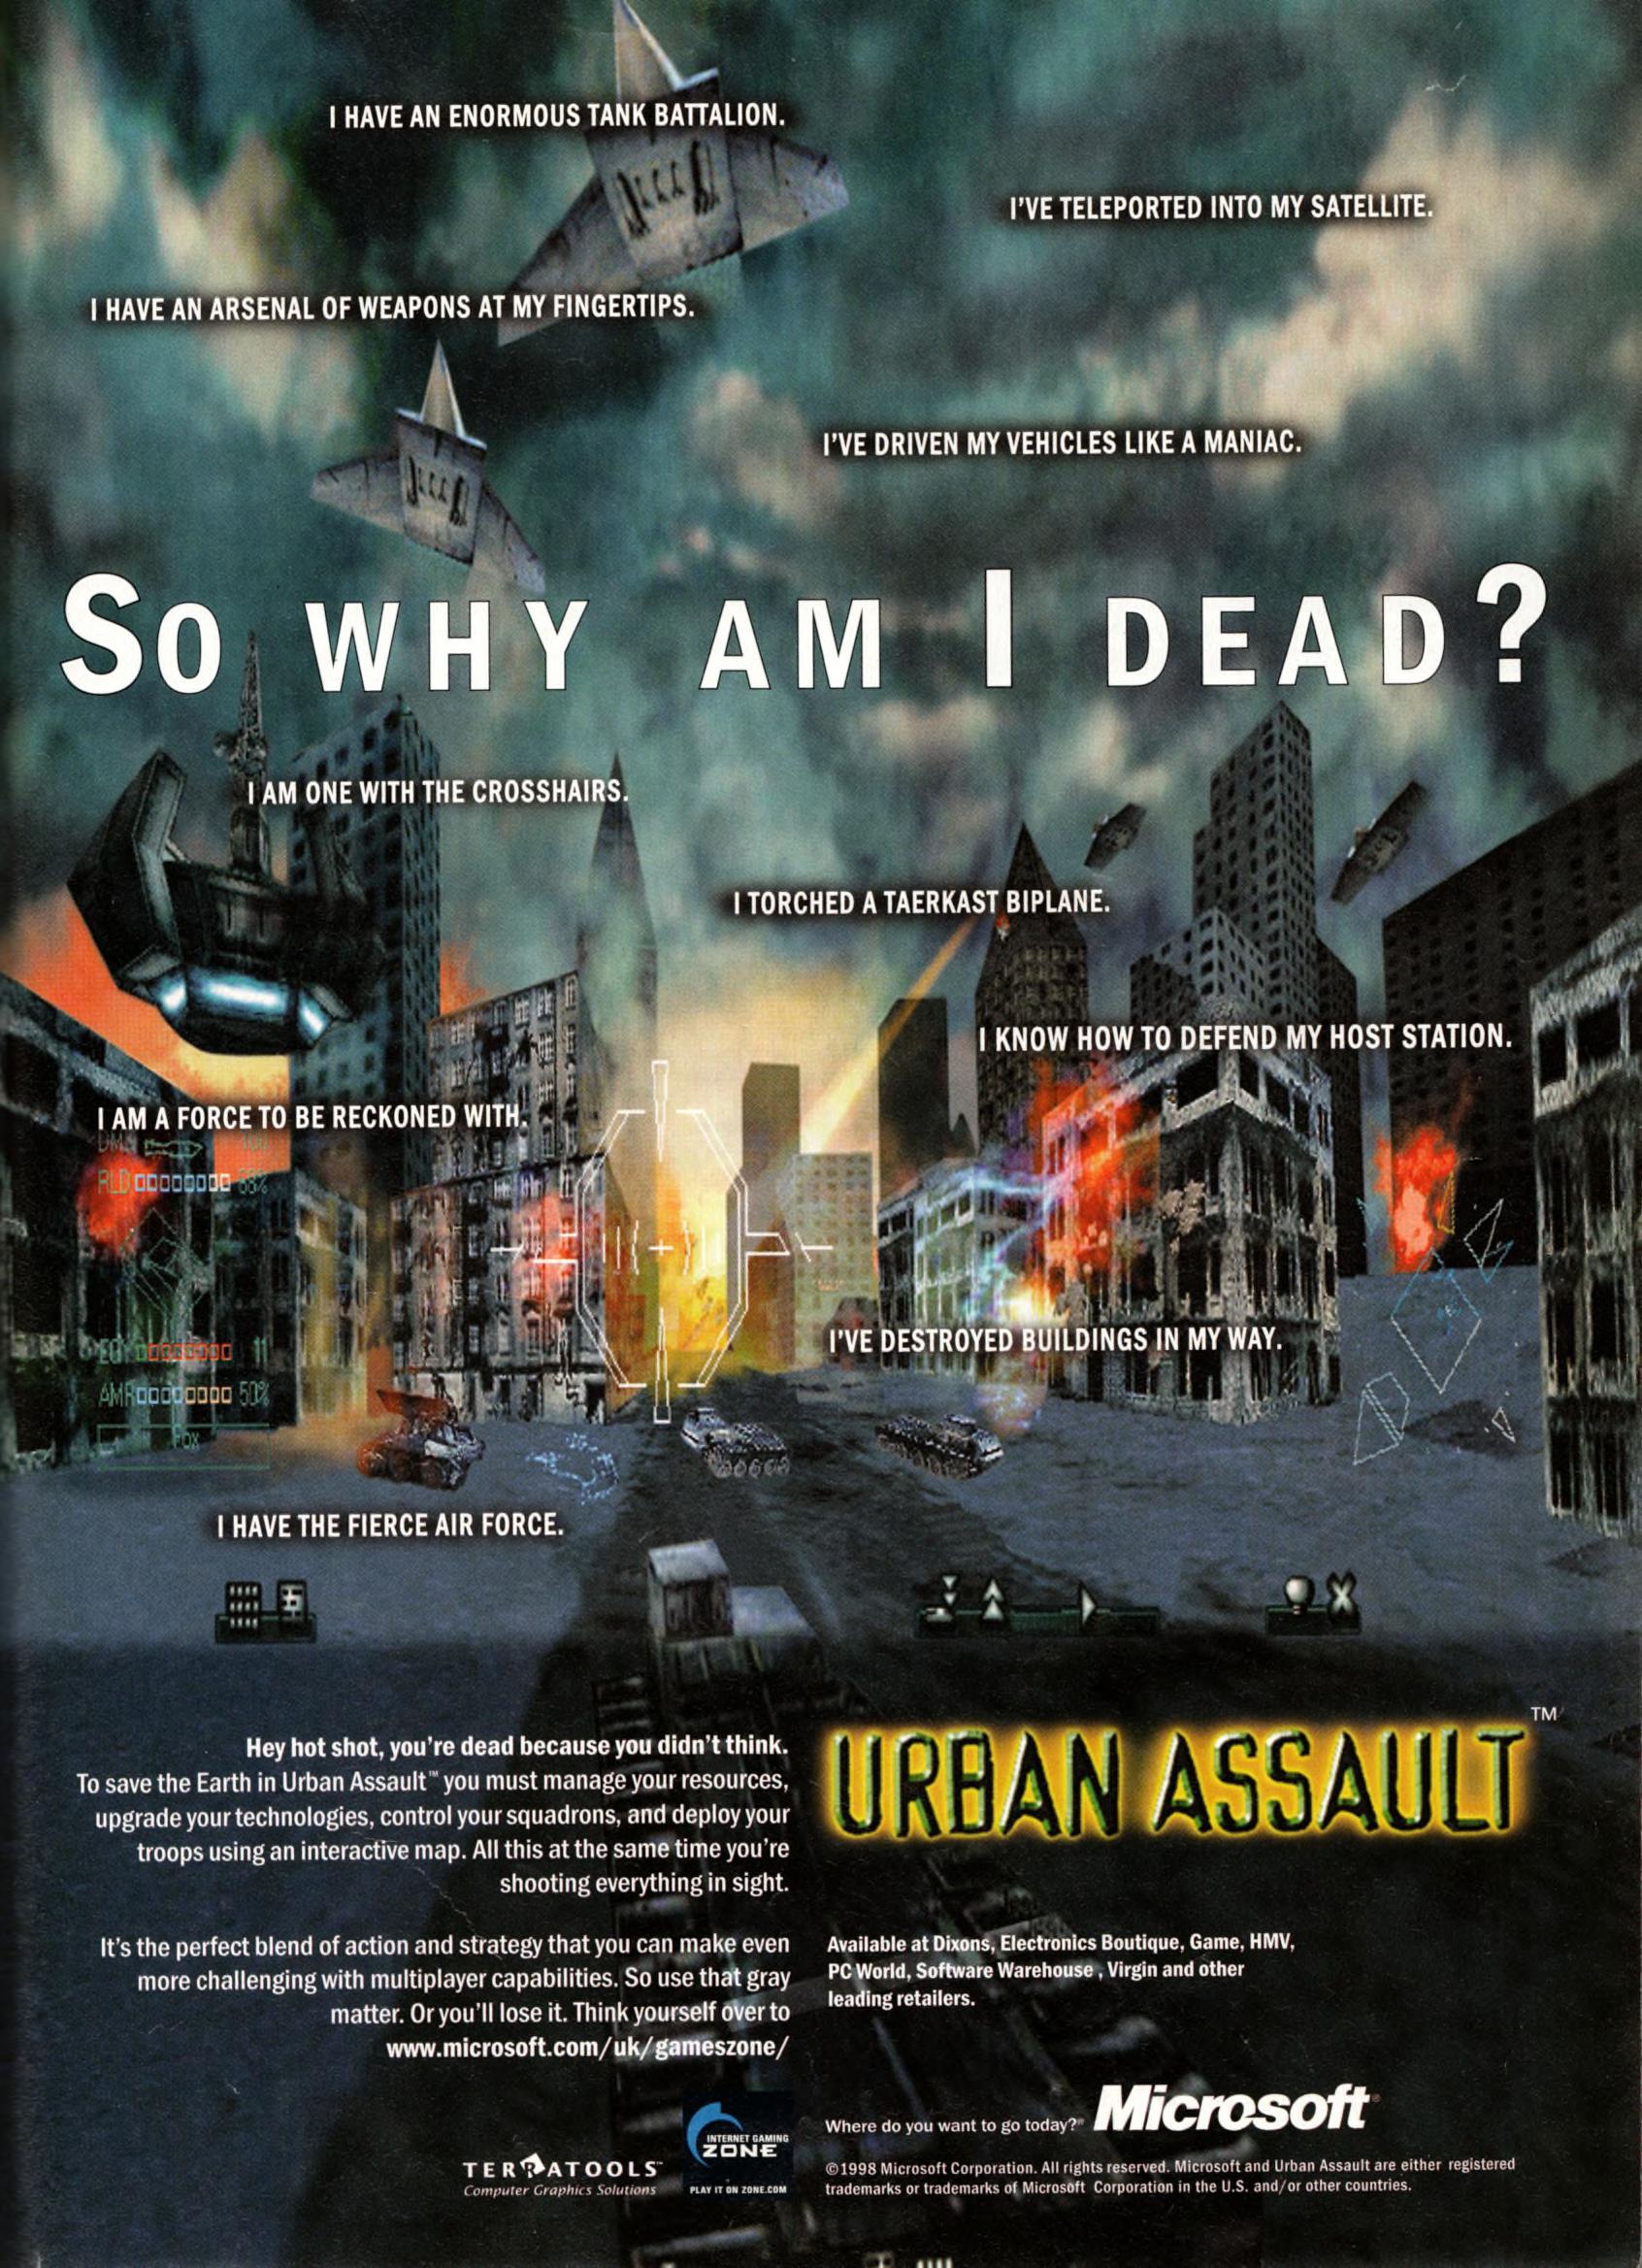 I HAVE AN ENORMOUS TANK BATTALION.
I'VE TELEPORTED INTO MY SATELLITE.
I HAVE AN ARSENAL OF WEAPONS AT MY FINGERTIPS.
I'VE DRIVEN MY VEHICLES LIKE A MANIAC.
SO WHY AM I DEAD?
I AM ONE WITH THE CROSSHAIRS.
I TORCHED A TAERKAST BIPLANE.
I KNOW HOW TO DEFEND MY HOST STATION.
I AM A FORCE TO BE RECKONED WITH.
RLD
I'VE DESTROYED BUILDINGS IN MY WAY.
11
AMR 50%
FOX
I HAVE THE FIERCE AIR FORCE.
URBAN ASSAULT™
Hey hot shot, you're dead because you didn't think.
To save the Earth in Urban Assault™ you must manage your resources,
upgrade your technologies, control your squadrons, and deploy your
troops using an interactive map. All this at the same time you're
shooting everything in sight.
It's the perfect blend of action and strategy that you can make even
more challenging with multiplayer capabilities. So use that gray
matter. Or you'll lose it. Think yourself over to
www.microsoft.com/uk/gameszone/
Available at Dixons, Electronics Boutique, Game, HMV,
PC World, Software Warehouse , Virgin and other
leading retailers.
TERRATOOLS™
Computer Graphics Solutions
INTERNET GAMING
ZONE
PLAY IT ON ZONE.COM
Where do you want to go today?® Microsoft®
©1998 Microsoft Corporation. All rights reserved. Microsoft and Urban Assault are either registered
trademarks or trademarks of Microsoft Corporation in the U.S. and/or other countries.